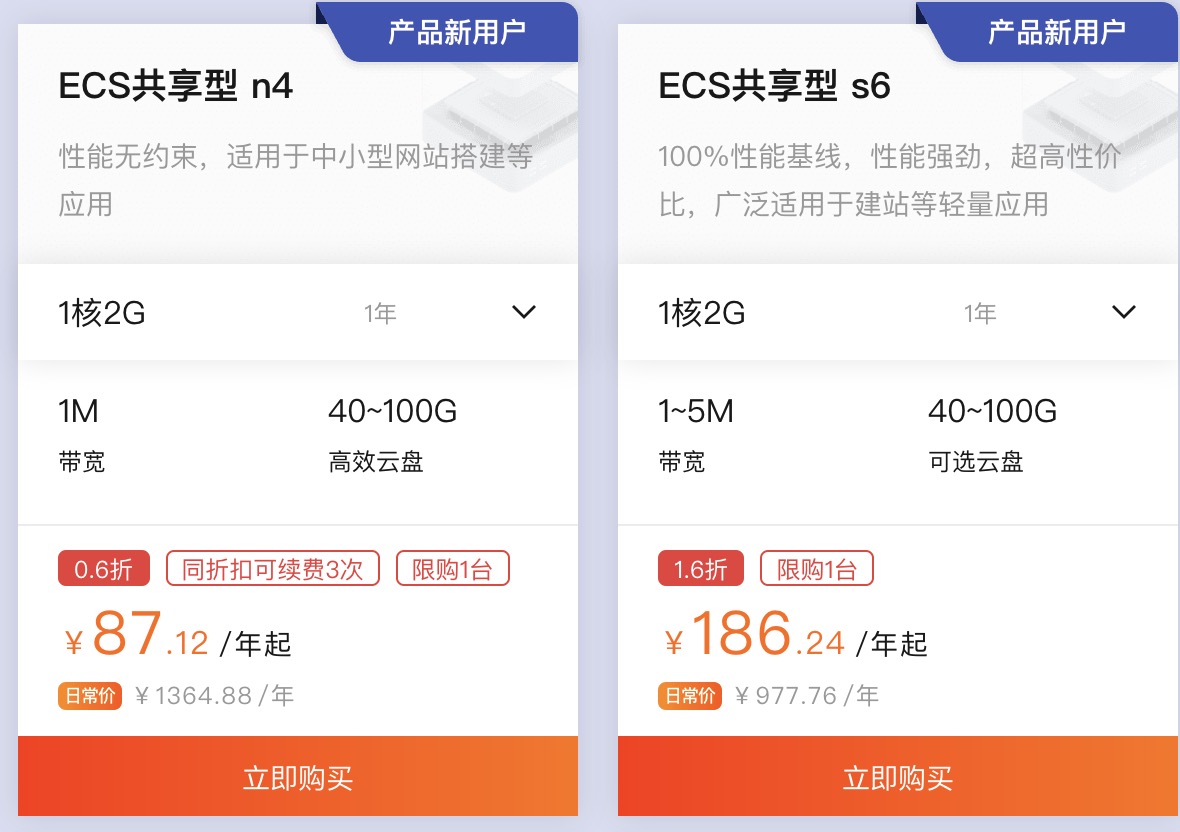 产品新用户
ECS共享型 n4
性能无约束，适用于中小型网站搭建等
应用
1核2G 1年
1M 40~100G
带宽 高效云盘
0.6折 同折扣可续费3次 限购1台
¥87.12 /年起
日常价 ¥1364.88/年
立即购买
产品新用户
ECS共享型 s6
100%性能基线，性能强劲，超高性价
比，广泛适用于建站等轻量应用
1核2G 1年
1~5M 40~100G
带宽 可选云盘
1.6折 限购1台
¥186.24 /年起
日常价 ¥977.76/年
立即购买